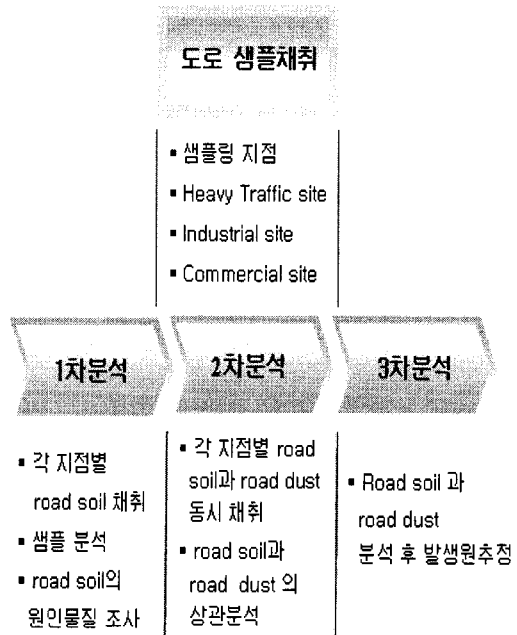 도로 샘플채취
▪ 샘플링 지점
▪ Heavy Traffic site
▪ Industrial site
▪ Commercial site
1차분석
2차분석
3차분석
▪ 각 지점별
road soil 채취
▪ 샘플 분석
▪ road soil의
원인물질 조사
▪ 각 지점별 road
soil과 road dust
동시 채취
▪ road soil과
road dust 의
상관분석
▪ Road soil 과
road dust
분석 후 발생원추정